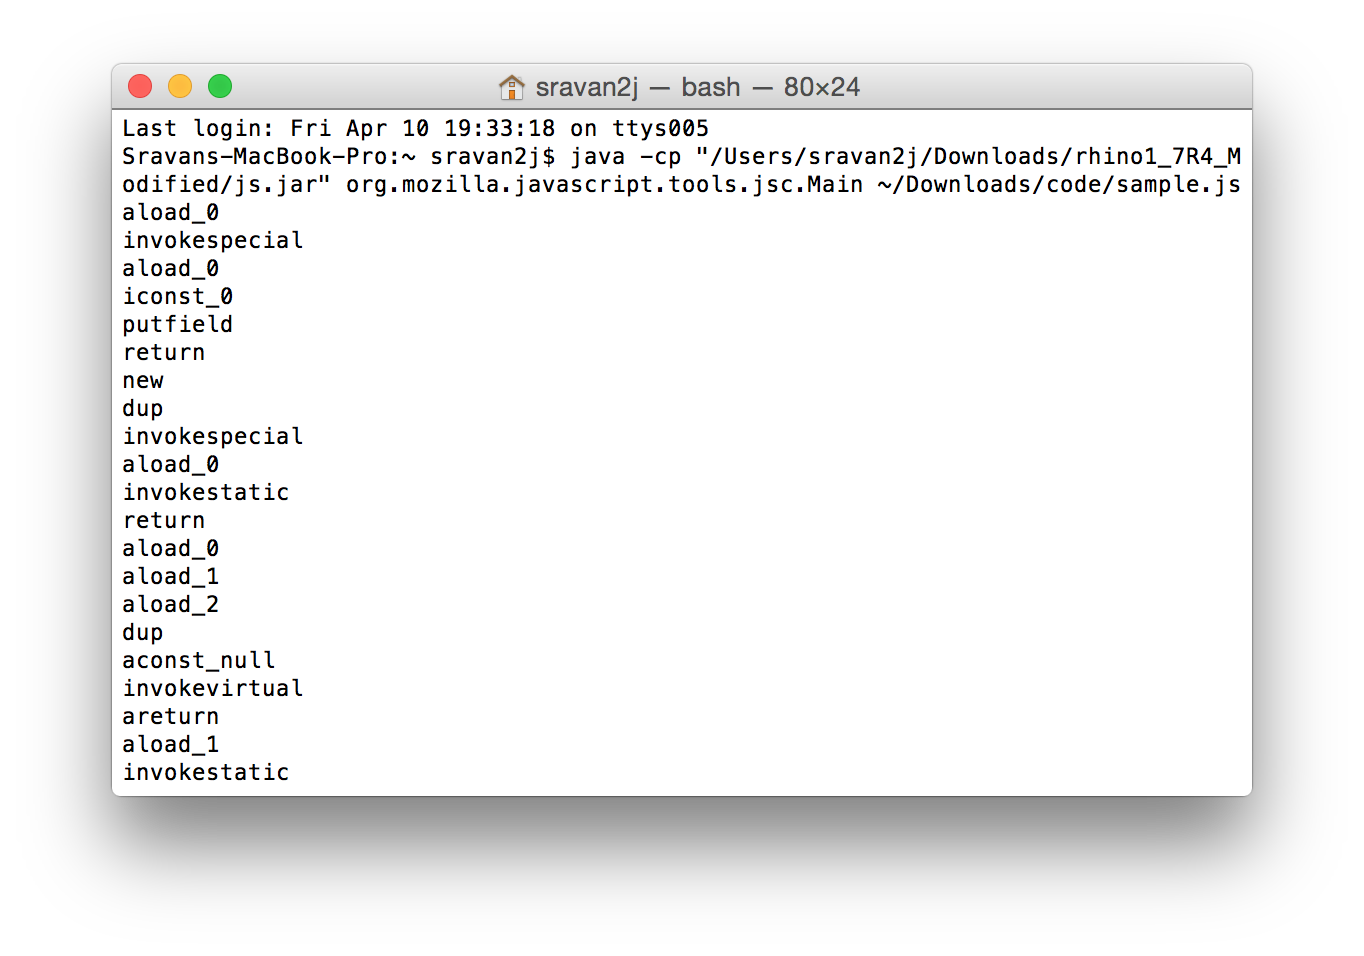 sravan2j — bash — 80×24
Last login: Fri Apr 10 19:33:18 on ttys005
Sravans-MacBook-Pro:~ sravan2j$ java -cp "/Users/sravan2j/Downloads/rhino1_7R4_M
odified/js.jar" org.mozilla.javascript.tools.jsc.Main ~/Downloads/code/sample.js
aload_0
invokespecial
aload_0
iconst_0
putfield
return
new
dup
invokespecial
aload_0
invokestatic
return
aload_0
aload_1
aload_2
dup
aconst_null
invokevirtual
areturn
aload_1
invokestatic